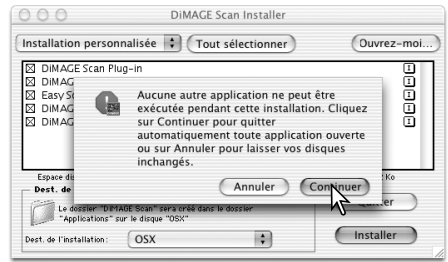 DiMAGE Scan Installer
Installation personnalisée
Tout sélectionner
Ouvrez-moi...
DiMAGE Scan Plug-in
DiMAG
Easy Sc
DiMAG
DiMAG
Aucune autre application ne peut être
exécutée pendant cette installation. Cliquez
sur Continuer pour quitter
automatiquement toute application ouverte
ou sur Annuler pour laisser vos disques
inchangés.
Annuler
Continuer
Espace dis
Ko
Dest. de
Le dossier "DiMAGE Scan" sera créé dans le dossier
"Applications" sur le disque "OSX"
Quitter
Dest. de l'installation:
OSX
Installer